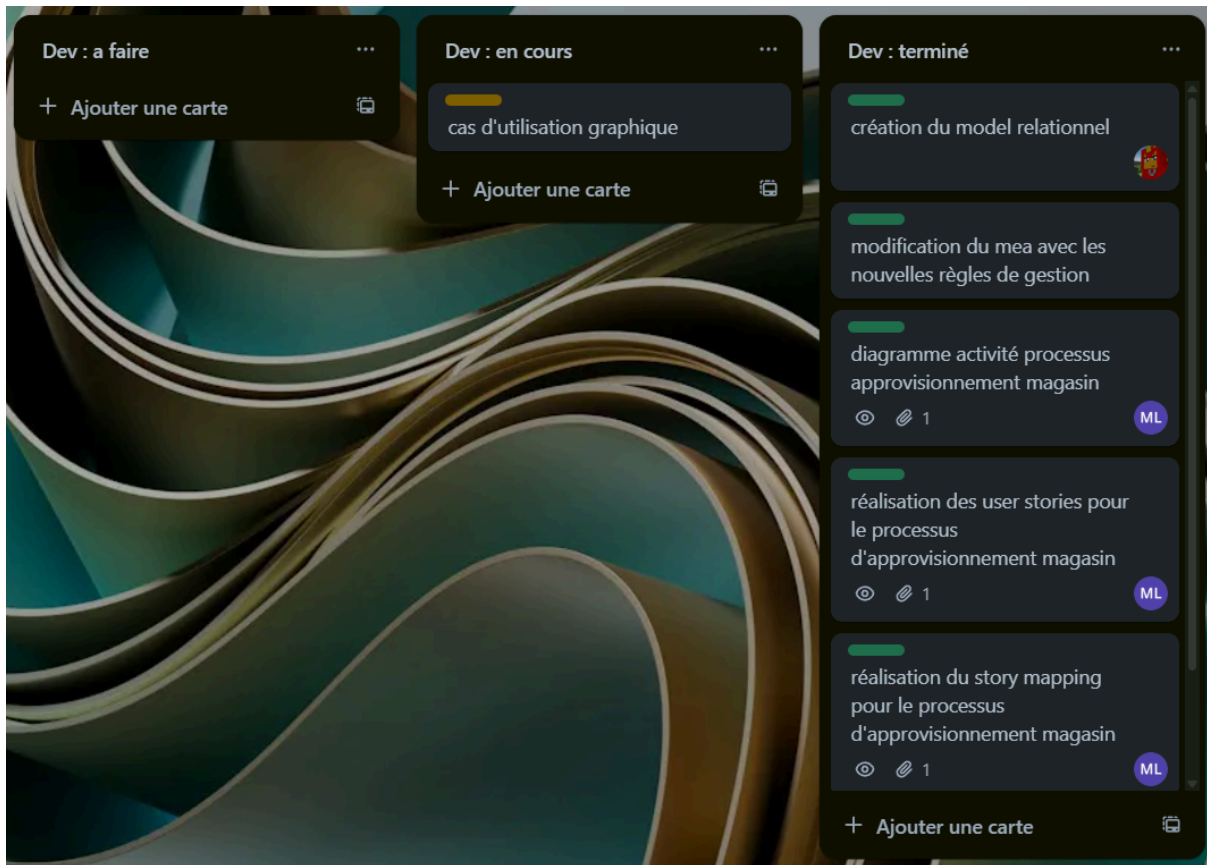 Dev : a faire
Ajouter une carte
Dev : en cours
cas d'utilisation graphique
Ajouter une carte
Dev : terminé
création du model relationnel
modification du mea avec les
nouvelles règles de gestion
diagramme activité processus
approvisionnement magasin
1
ML
réalisation des user stories pour
le processus
d'approvisionnement magasin
1
ML
réalisation du story mapping
pour le processus
d'approvisionnement magasin
1
ML
Ajouter une carte